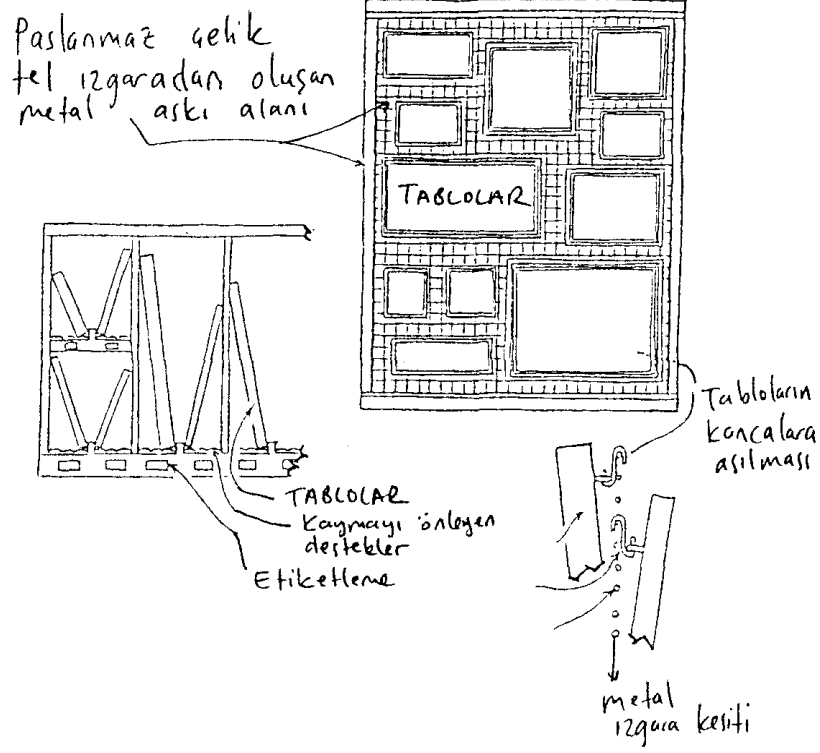 Paslanmaz çelik
tel ızgaradan oluşan
metal askı alanı
TABLOLAR
Tabloların
kancalara
asılması
TABLOLAR
Kaymayı önleyen
destekler
Etiketleme
metal
ızgara kesiti